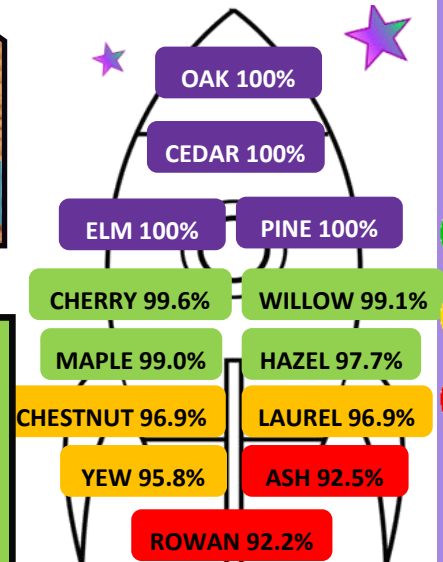 OAK 100%
CEDAR 100%
ELM 100% PINE 100%
CHERRY 99.6% WILLOW 99.1%
MAPLE 99.0% HAZEL 97.7%
CHESTNUT 96.9% LAUREL 96.9%
YEW 95.8% ASH 92.5%
ROWAN 92.2%